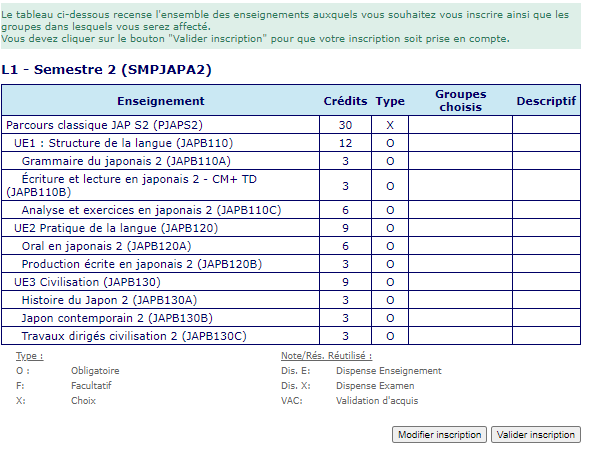 Le tableau ci-dessous recense l'ensemble des enseignements auxquels vous souhaitez vous inscrire ainsi que les
groupes dans lesquels vous serez affecté.
Vous devez cliquer sur le bouton "Valider inscription" pour que votre inscription soit prise en compte.
L1 - Semestre 2 (SMPJAPA2)
Enseignement Crédits Type Groupes choisis Descriptif
Parcours classique JAP S2 (PJAPS2) 30 X
UE1 : Structure de la langue (JAPB110) 12 O
Grammaire du japonais 2 (JAPB110A) 3 O
Écriture et lecture en japonais 2 - CM+ TD
(JAPB110B) 3 O
Analyse et exercices en japonais 2 (JAPB110C) 6 O
UE2 Pratique de la langue (JAPB120) 9 O
Oral en japonais 2 (JAPB120A) 6 O
Production écrite en japonais 2 (JAPB120B) 3 O
UE3 Civilisation (JAPB130) 9 O
Histoire du Japon 2 (JAPB130A) 3 O
Japon contemporain 2 (JAPB130B) 3 O
Travaux dirigés civilisation 2 (JAPB130C) 3 O
Type : Note/Rés. Réutilisé :
O : Obligatoire Dis. E: Dispense Enseignement
F: Facultatif Dis. X: Dispense Examen
X: Choix VAC: Validation d'acquis
Modifier inscription Valider inscription